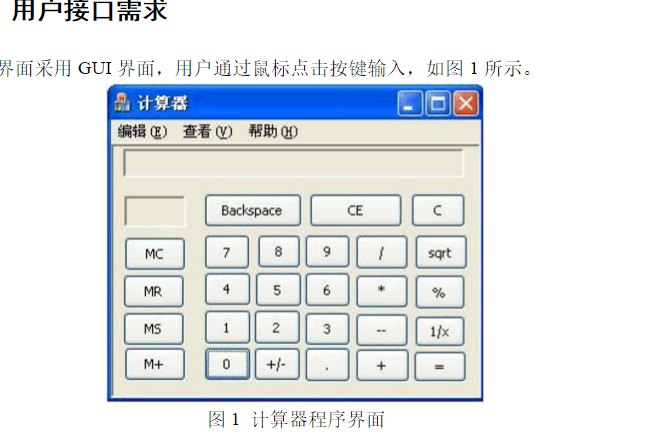 用户接口需求
界面采用 GUI 界面，用户通过鼠标点击按键输入，如图 1 所示。
计算器
编辑(E) 查看(V) 帮助(H)
Backspace CE C
MC 7 8 9 / sqrt
MR 4 5 6 * %
MS 1 2 3 -- 1/x
M+ 0 +/- . + =
图 1 计算器程序界面